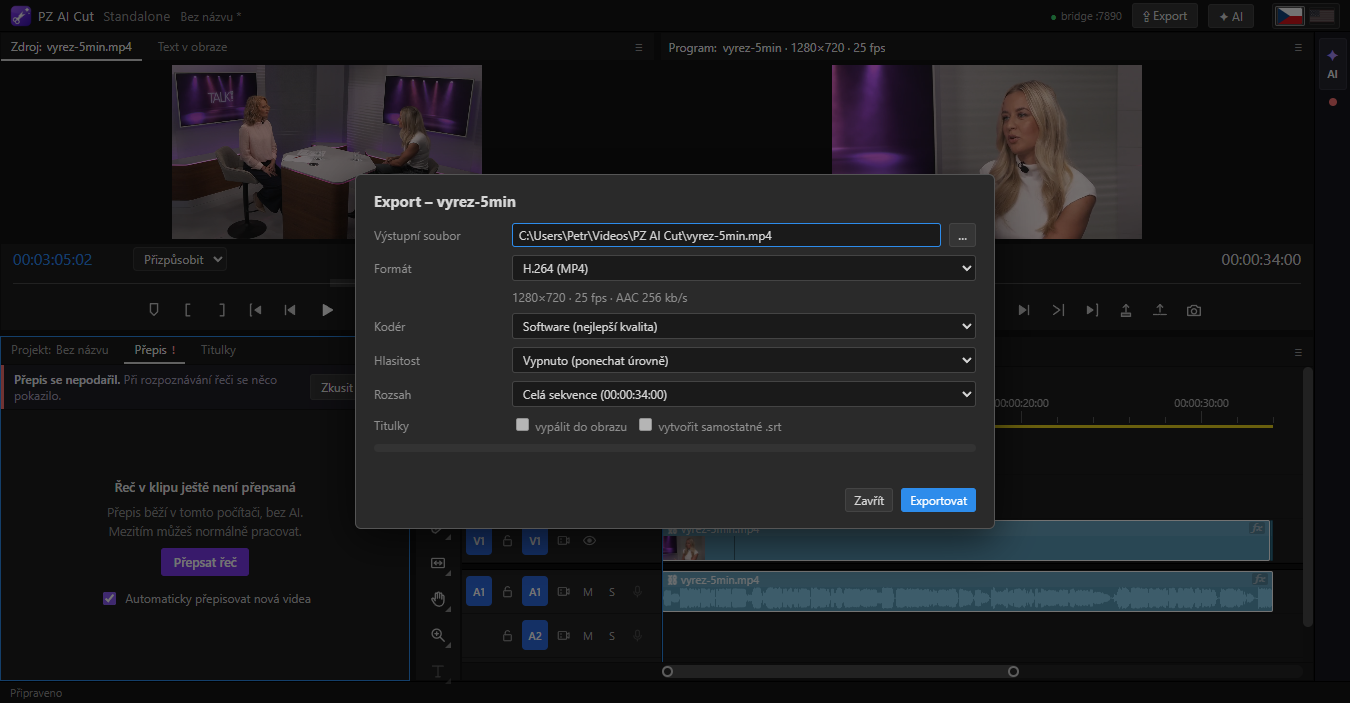 PZ AI Cut Standalone Bez názvu *
bridge :7890
Export
AI
Zdroj: vyrez-5min.mp4
Text v obraze
Program: vyrez-5min · 1280×720 · 25 fps
AI
TALK
00:03:05:02
Přizpůsobit
00:00:34:00
Export – vyrez-5min
Výstupní soubor
C:\Users\Petr\Videos\PZ AI Cut\vyrez-5min.mp4
...
Formát
H.264 (MP4)
1280×720 · 25 fps · AAC 256 kb/s
Kodér
Software (nejlepší kvalita)
Hlasitost
Vypnuto (ponechat úrovně)
Rozsah
Celá sekvence (00:00:34:00)
Titulky
vypálit do obrazu
vytvořit samostatné .srt
Zavřít
Exportovat
Projekt: Bez názvu
Přepis !
Titulky
Přepis se nepodařil. Při rozpoznávání řeči se něco
pokazilo.
Zkusit
Řeč v klipu ještě není přepsaná
Přepis běží v tomto počítači, bez AI.
Mezitím můžeš normálně pracovat.
Přepsat řeč
Automaticky přepisovat nová videa
00:00:20:00
00:00:30:00
V1
V1
vyrez-5min.mp4
fx
A1
A1
M
S
vyrez-5min.mp4
fx
A2
M
S
Připraveno